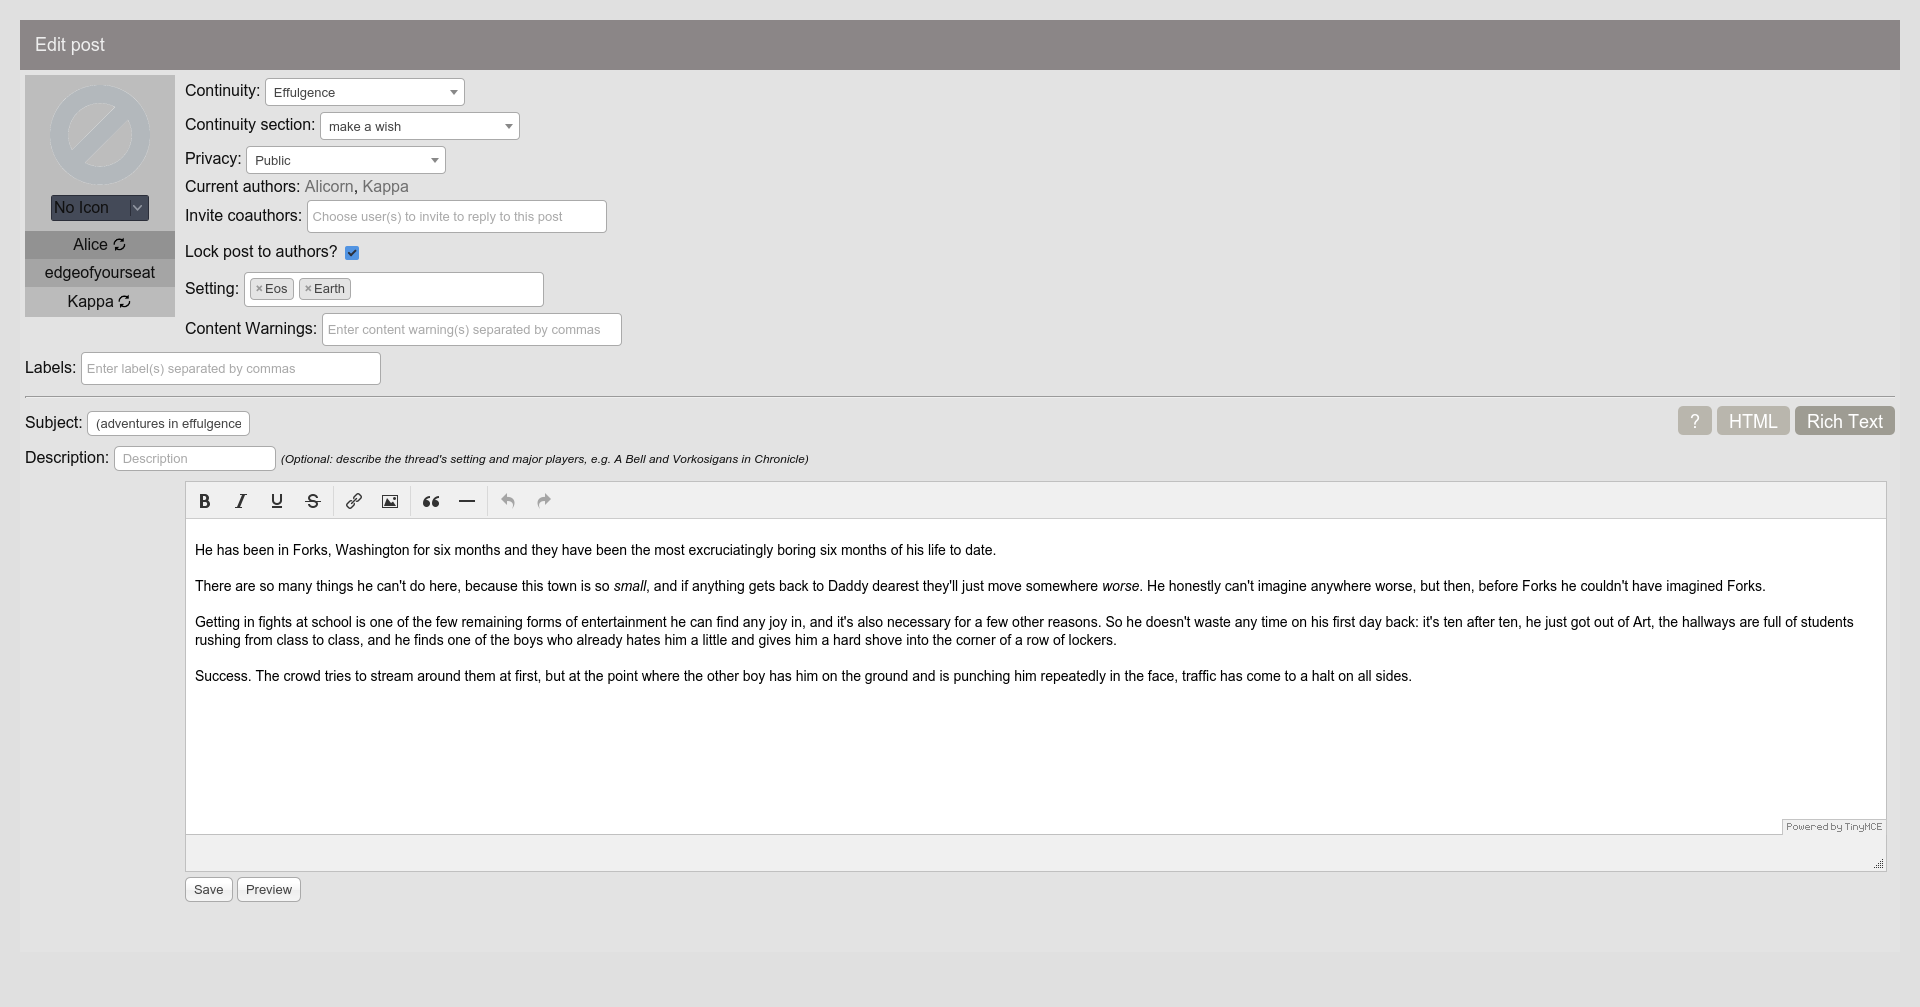 Edit post
Continuity: Effulgence
Continuity section: make a wish
Privacy: Public
Current authors: Alicorn, Kappa
No Icon
Invite coauthors: Choose user(s) to invite to reply to this post
Alice
Lock post to authors?
edgeofyourseat
Setting: ×Eos ×Earth
Kappa
Content Warnings: Enter content warning(s) separated by commas
Labels: Enter label(s) separated by commas
Subject: (adventures in effulgence
? HTML Rich Text
Description: Description (Optional: describe the thread's setting and major players, e.g. A Bell and Vorkosigans in Chronicle)
B I U S
He has been in Forks, Washington for six months and they have been the most excruciatingly boring six months of his life to date.
There are so many things he can't do here, because this town is so small, and if anything gets back to Daddy dearest they'll just move somewhere worse. He honestly can't imagine anywhere worse, but then, before Forks he couldn't have imagined Forks.
Getting in fights at school is one of the few remaining forms of entertainment he can find any joy in, and it's also necessary for a few other reasons. So he doesn't waste any time on his first day back: it's ten after ten, he just got out of Art, the hallways are full of students
rushing from class to class, and he finds one of the boys who already hates him a little and gives him a hard shove into the corner of a row of lockers.
Success. The crowd tries to stream around them at first, but at the point where the other boy has him on the ground and is punching him repeatedly in the face, traffic has come to a halt on all sides.
Powered by TinyMCE
Save Preview